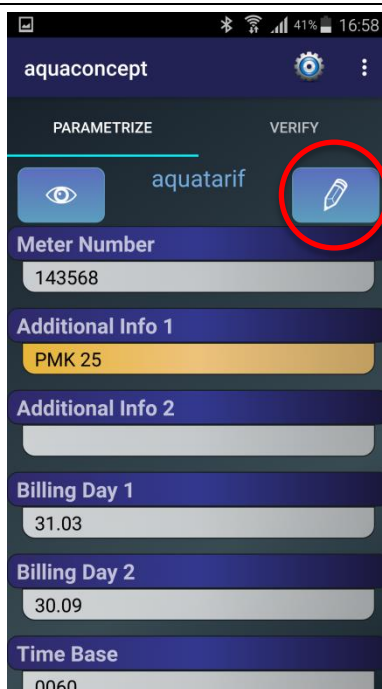 41% 16:58
aquaconcept
PARAMETRIZE VERIFY
aquatarif
Meter Number
143568
Additional Info 1
PMK 25
Additional Info 2
Billing Day 1
31.03
Billing Day 2
30.09
Time Base
0060